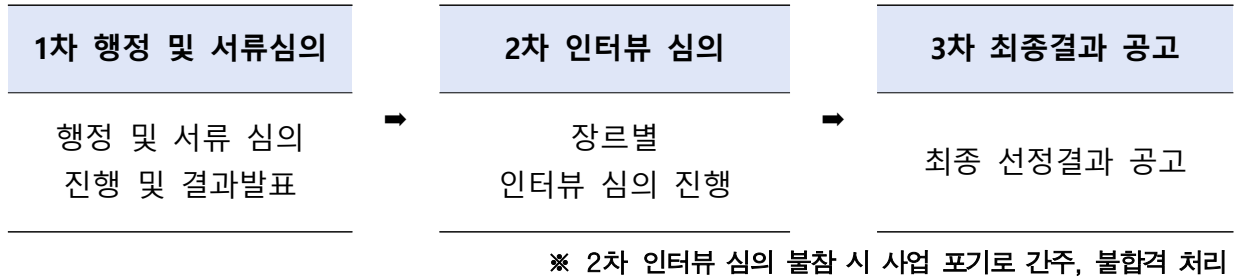 1차 행정 및 서류심의
행정 및 서류 심의
진행 및 결과발표
➡
2차 인터뷰 심의
장르별
인터뷰 심의 진행
➡
3차 최종결과 공고
최종 선정결과 공고
※ 2차 인터뷰 심의 불참 시 사업 포기로 간주, 불합격 처리